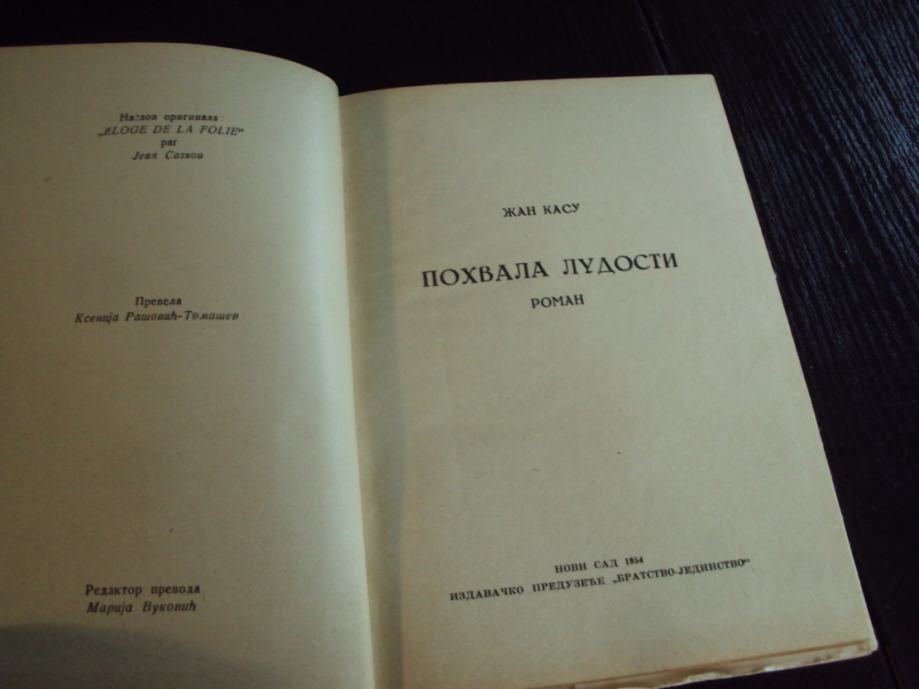 Наслов оригинала
„ÉLOGE DE LA FOLIE“
par
Jean Cassou
Превела
Ксенија Рашовић-Томашев
Редактор превода
Марија Вуковић
ЖАН КАСУ
ПОХВАЛА ЛУДОСТИ
РОМАН
НОВИ САД 1954
ИЗДАВАЧКО ПРЕДУЗЕЋЕ „БРАТСТВО-ЈЕДИНСТВО“